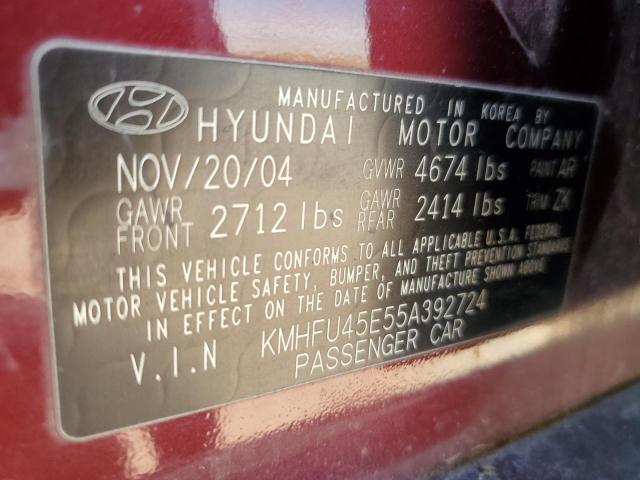 MANUFACTURED IN KOREA BY
HYUNDAI MOTOR COMPANY
NOV/20/04 GVWR 4674 lbs PAINT AR
GAWR FRONT 2712 lbs GAWR REAR 2414 lbs TRIM ZK
THIS VEHICLE CONFORMS TO ALL APPLICABLE U.S.A. FEDERAL
MOTOR VEHICLE SAFETY, BUMPER, AND THEFT PREVENTION STANDARDS
IN EFFECT ON THE DATE OF MANUFACTURE SHOWN ABOVE
V.I.N KMHFU45E55A392724
PASSENGER CAR